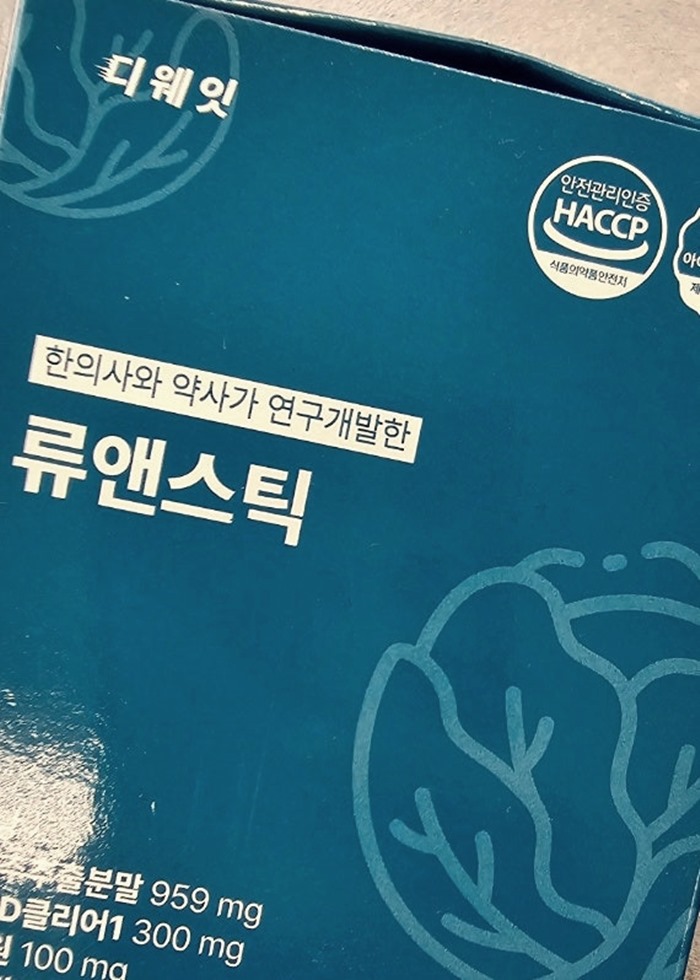 디웨잇
안전관리인증
HACCP
식품의약품안전처
한의사와 약사가 연구개발한
류앤스틱
959 mg
D클리어1 300 mg
100 mg